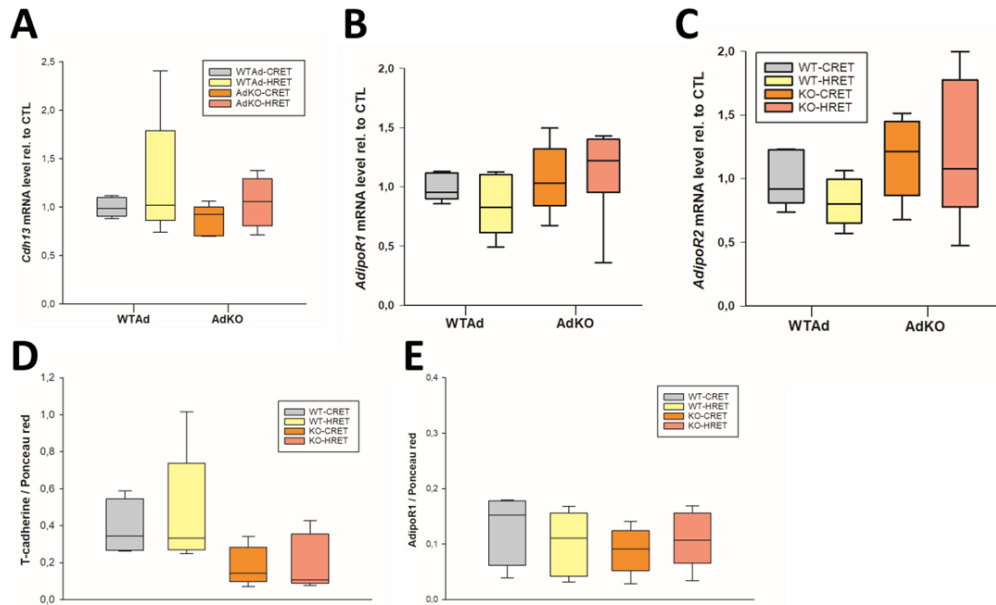 A
Cdh13 mRNA level rel. to CTL
2,5
2,0
1,5
1,0
0,5
0,0
WTAd-CRET
WTAd-HRET
AdKO-CRET
AdKO-HRET
WTAd AdKO
B
AdipoR1 mRNA level rel. to CTL
2,0
1,5
1,0
0,5
0,0
WTAd AdKO
C
AdipoR2 mRNA level rel. to CTL
2,0
1,5
1,0
0,5
0,0
WT-CRET
WT-HRET
KO-CRET
KO-HRET
WTAd AdKO
D
T-cadherine / Ponceau red
1,2
1,0
0,8
0,6
0,4
0,2
0,0
WT-CRET
WT-HRET
KO-CRET
KO-HRET
E
AdipoR1 / Ponceau red
0,4
0,3
0,2
0,1
0,0
WT-CRET
WT-HRET
KO-CRET
KO-HRET